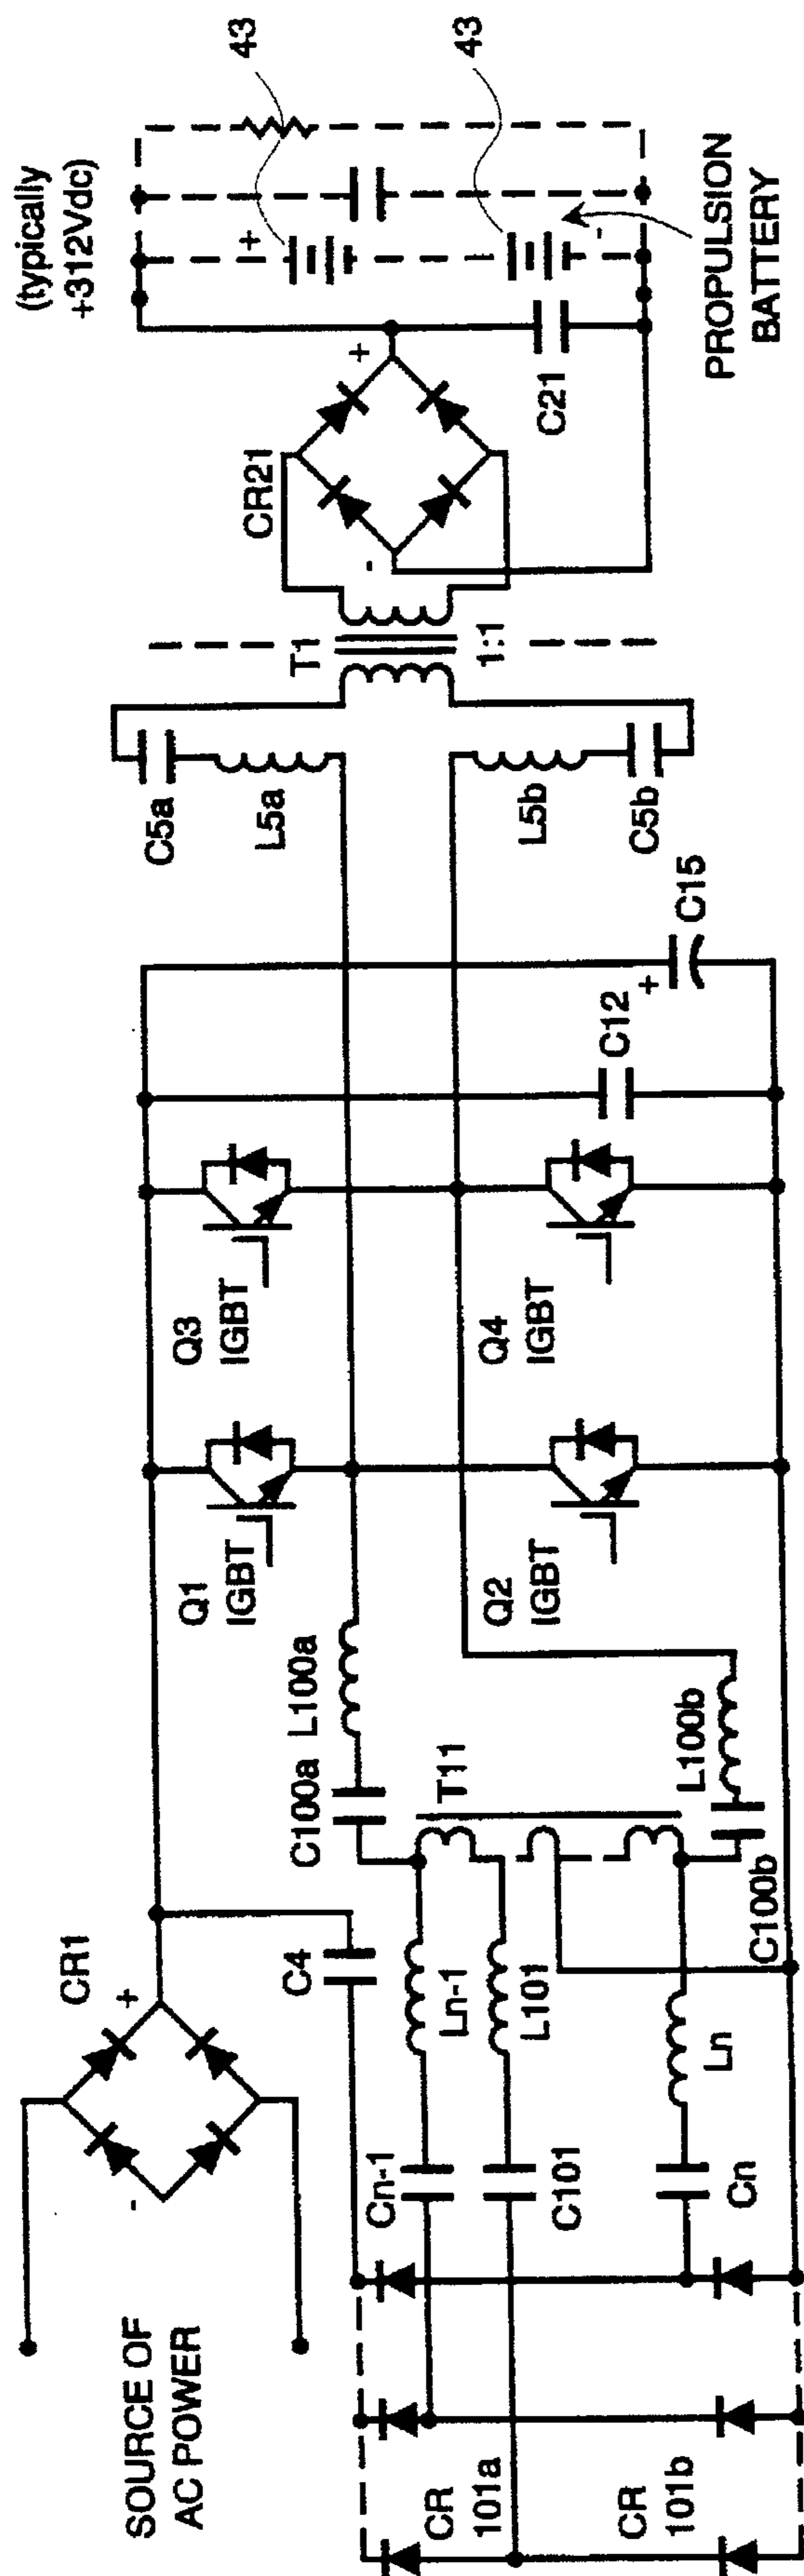 SOURCE OF
AC POWER
CR1
+
-
C4
Cn-1
Ln-1
C101
L101
Cn
Ln
CR
101a
CR
101b
C100a
L100a
T11
C100b
L100b
Q1
IGBT
Q2
IGBT
Q3
IGBT
Q4
IGBT
C12
+
C15
C5a
L5a
L5b
C5b
T1
1:1
CR21
+
-
C21
(typically
+312Vdc)
+
-
43
43
PROPULSION
BATTERY